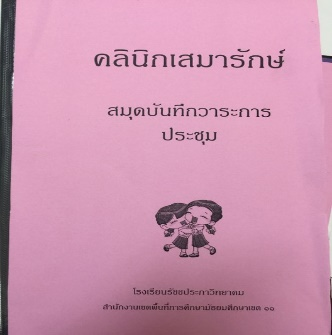 คลินิกเสมารักษ์
สมุดบันทึกวาระการ
ประชุม
โรงเรียนรัชชประภาวิทยาคม
สำนักงานเขตพื้นที่การศึกษามัธยมศึกษาเขต ๑๑